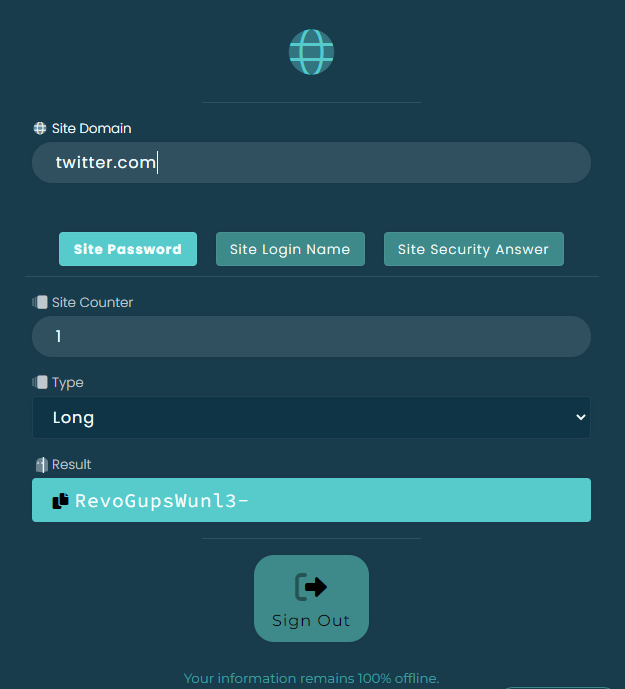 Site Domain
twitter.com
Site Password Site Login Name Site Security Answer
Site Counter
1
Type
Long
Result
RevoGupsWunl3-
Sign Out
Your information remains 100% offline.